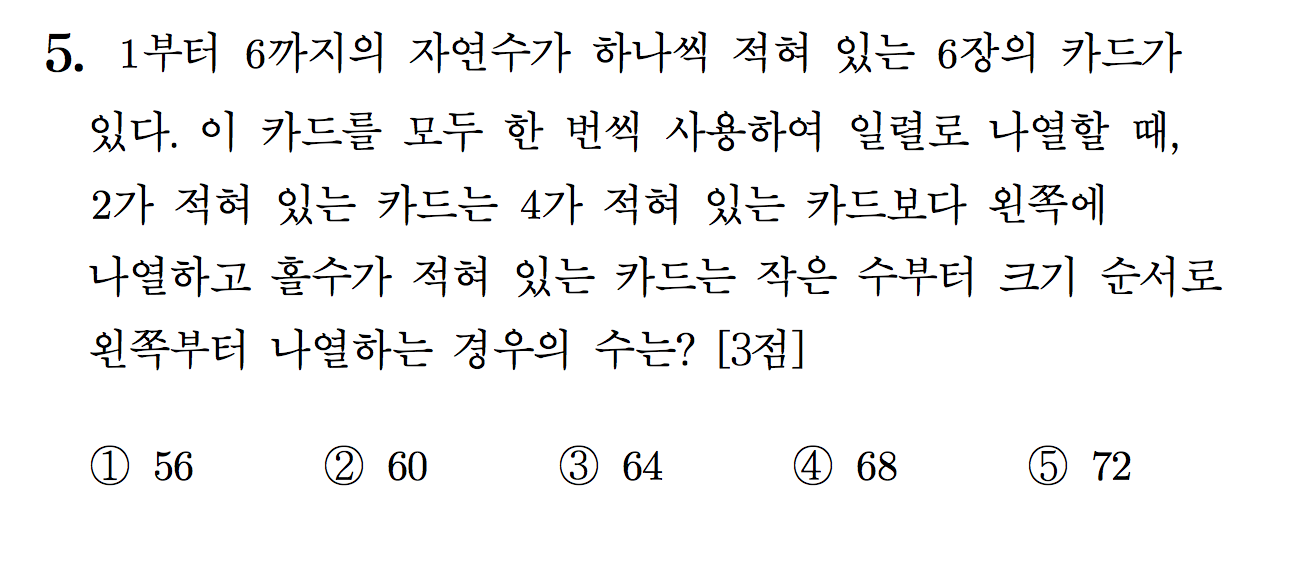 5. 1부터 6까지의 자연수가 하나씩 적혀 있는 6장의 카드가
있다. 이 카드를 모두 한 번씩 사용하여 일렬로 나열할 때,
2가 적혀 있는 카드는 4가 적혀 있는 카드보다 왼쪽에
나열하고 홀수가 적혀 있는 카드는 작은 수부터 크기 순서로
왼쪽부터 나열하는 경우의 수는? [3점]
① 56 ② 60 ③ 64 ④ 68 ⑤ 72